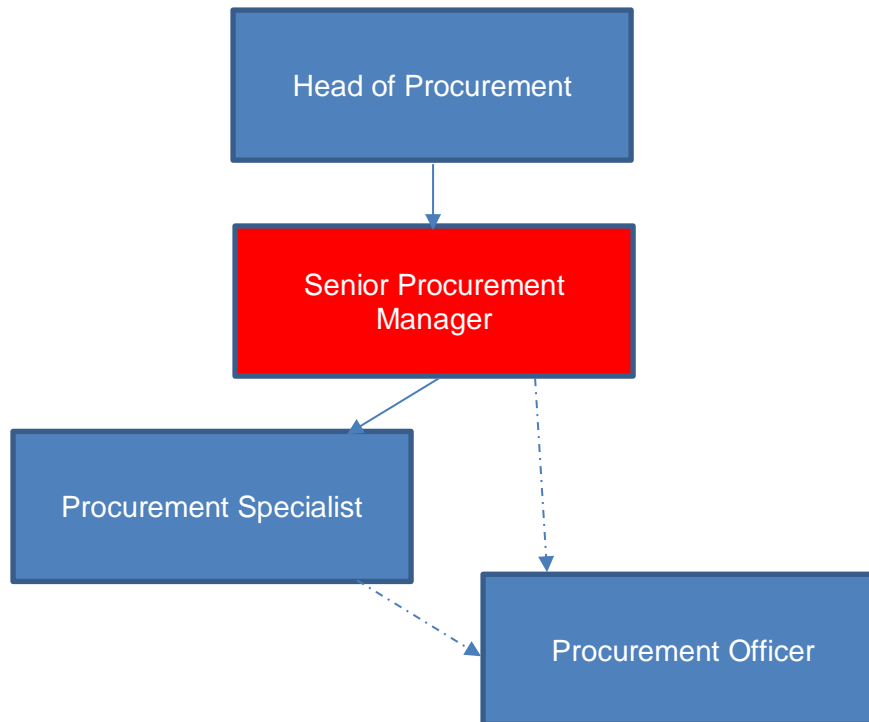 Head of Procurement
Senior Procurement
Manager
Procurement Specialist
Procurement Officer